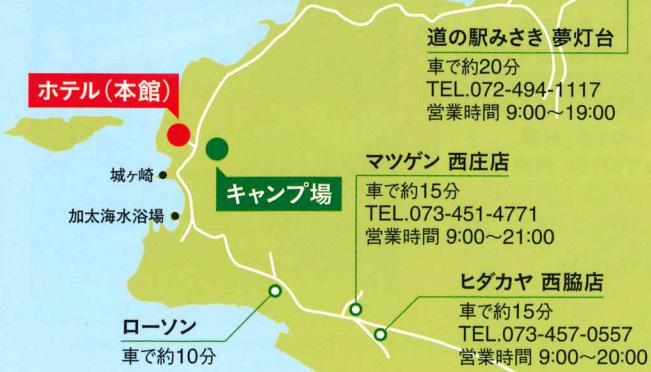 道の駅みさき 夢灯台
車で約20分
TEL.072-494-1117
営業時間 9:00〜19:00
ホテル（本館）
マツゲン 西庄店
車で約15分
TEL.073-451-4771
営業時間 9:00〜21:00
城ヶ崎
キャンプ場
加太海水浴場
ヒダカヤ 西脇店
車で約15分
TEL.073-457-0557
営業時間 9:00〜20:00
ローソン
車で約10分